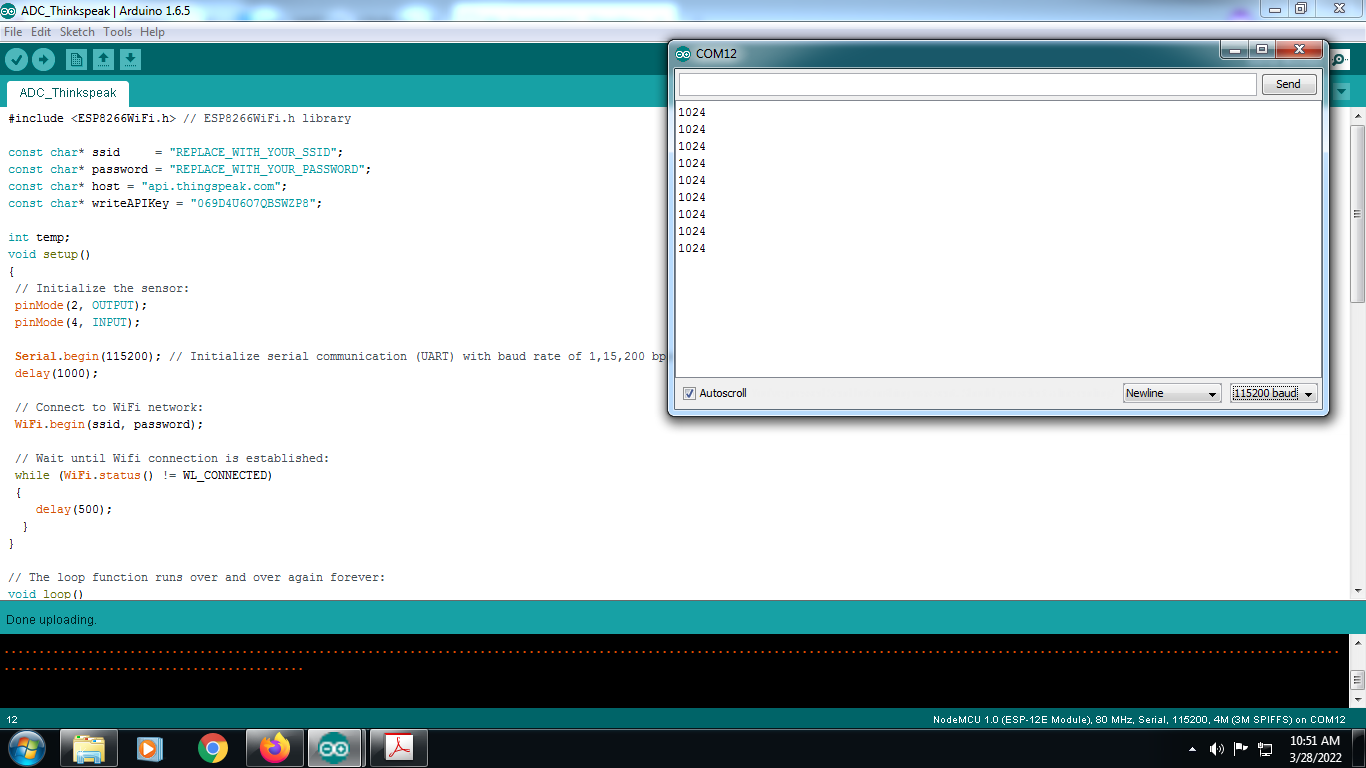 ADC_Thinkspeak | Arduino 1.6.5
File Edit Sketch Tools Help
ADC_Thinkspeak
#include <ESP8266WiFi.h> // ESP8266WiFi.h library
const char* ssid     = "REPLACE_WITH_YOUR_SSID";
const char* password = "REPLACE_WITH_YOUR_PASSWORD";
const char* host = "api.thingspeak.com";
const char* writeAPIKey = "069D4U6O7QBSWZP8";
int temp;
void setup()
{
// Initialize the sensor:
pinMode(2, OUTPUT);
pinMode(4, INPUT);
Serial.begin(115200); // Initialize serial communication (UART) with baud rate of 1,15,200 bp
delay(1000);
// Connect to WiFi network:
WiFi.begin(ssid, password);
// Wait until Wifi connection is established:
while (WiFi.status() != WL_CONNECTED)
{
delay(500);
}
}
// The loop function runs over and over again forever:
void loop()
COM12
Send
1024
1024
1024
1024
1024
1024
1024
1024
1024
Autoscroll
Newline
115200 baud
Done uploading.
12
NodeMCU 1.0 (ESP-12E Module), 80 MHz, Serial, 115200, 4M (3M SPIFFS) on COM12
10:51 AM
3/28/2022